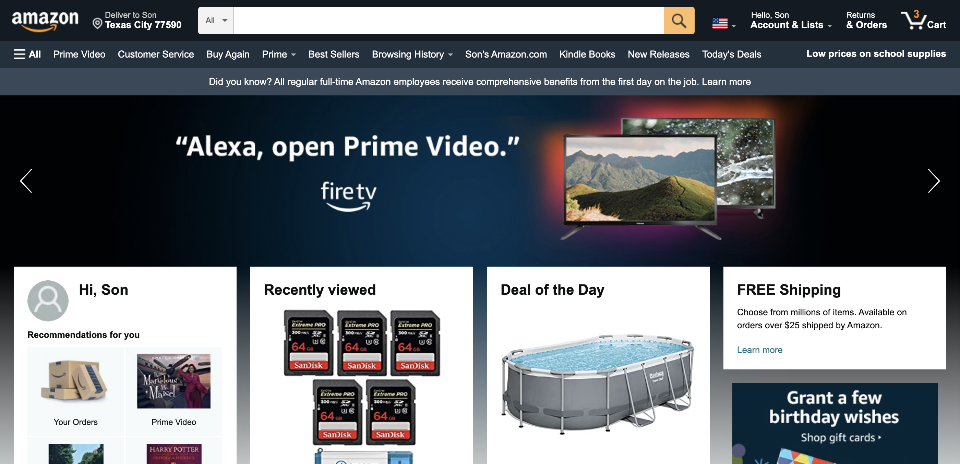 amazon
Deliver to Son
Texas City 77590
All
Hello, Son
Account & Lists
Returns
& Orders
3
Cart
All
Prime Video
Customer Service
Buy Again
Prime
Best Sellers
Browsing History
Son's Amazon.com
Kindle Books
New Releases
Today's Deals
Low prices on school supplies
Did you know? All regular full-time Amazon employees receive comprehensive benefits from the first day on the job. Learn more
“Alexa, open Prime Video.”
fire tv
Hi, Son
Recommendations for you
Your Orders
Marvelous
Mrs. Maisel
Prime Video
HARRY POTTER
Recently viewed
SanDisk
Extreme PRO
64 GB
SanDisk
SanDisk
Extreme PRO
64 GB
SanDisk
SanDisk
Extreme PRO
64 GB
SanDisk
Extreme PRO
64 GB
SanDisk
Extreme PRO
64 GB
SanDisk
Deal of the Day
Bestway
FREE Shipping
Choose from millions of items. Available on
orders over $25 shipped by Amazon.
Learn more
Grant a few
birthday wishes
Shop gift cards